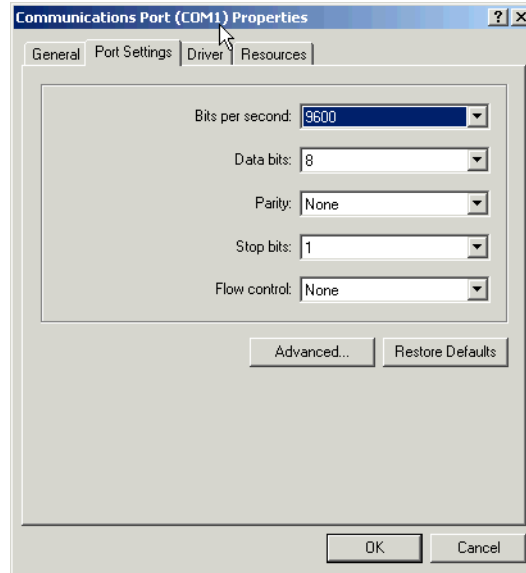 Communications Port (COM1) Properties
General Port Settings Driver Resources
Bits per second: 9600
Data bits: 8
Parity: None
Stop bits: 1
Flow control: None
Advanced... Restore Defaults
OK Cancel